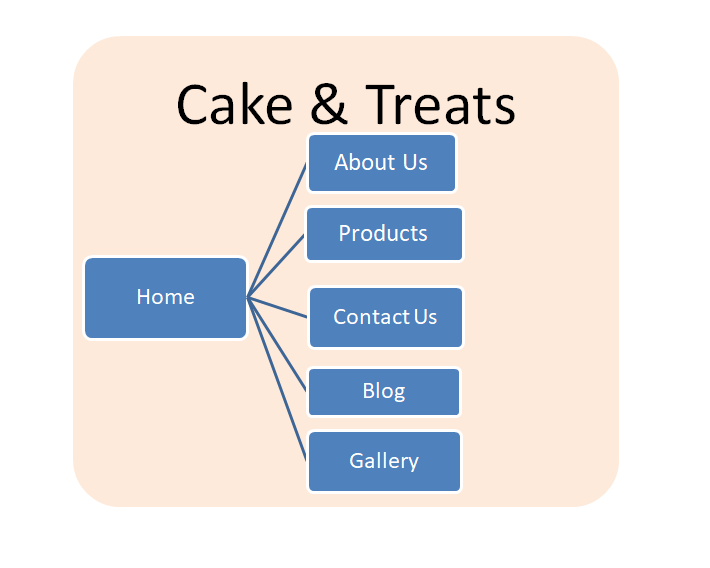 Cake & Treats
About Us
Products
Home
Contact Us
Blog
Gallery